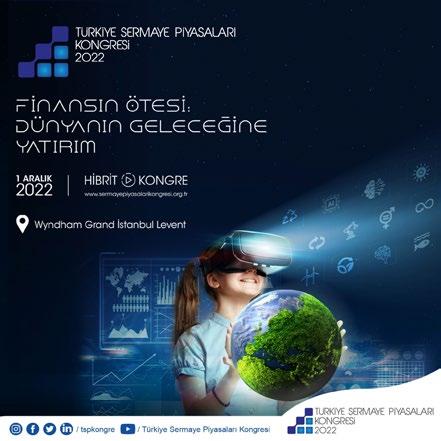 TÜRKİYE SERMAYE PİYASALARI
KONGRESİ
2022
FİNANSIN ÖTESİ:
DÜNYANIN GELECEĞİNE
YATIRIM
1 ARALIK
2022
HİBRİT KONGRE
www.sermayepiyasalarikongresi.org.tr
Wyndham Grand İstanbul Levent
AI
/ tspkongre
/ Türkiye Sermaye Piyasaları Kongresi
TÜRKİYE SERMAYE PİYASALARI
KONGRESİ
2022